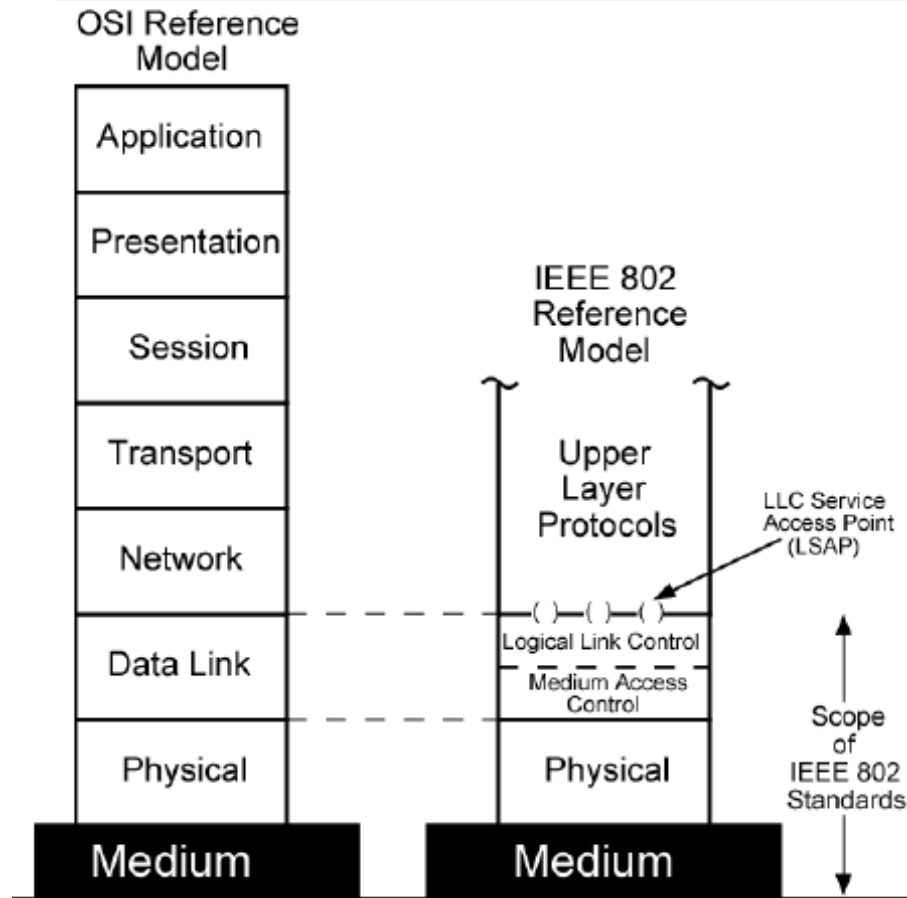 OSI Reference
Model
Application
Presentation
Session
Transport
Network
Data Link
Physical
Medium
IEEE 802
Reference
Model
Upper
Layer
Protocols
LLC Service
Access Point
(LSAP)
Logical Link Control
Medium Access
Control
Physical
Medium
Scope
of
IEEE 802
Standards